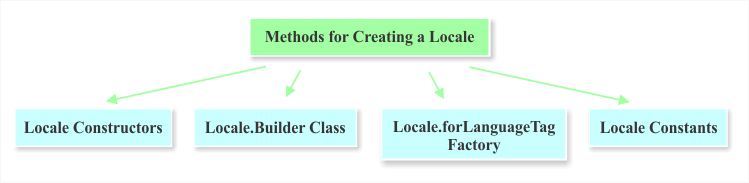 Methods for Creating a Locale
Locale Constructors
Locale.Builder Class
Locale.forLanguageTag
Factory
Locale Constants